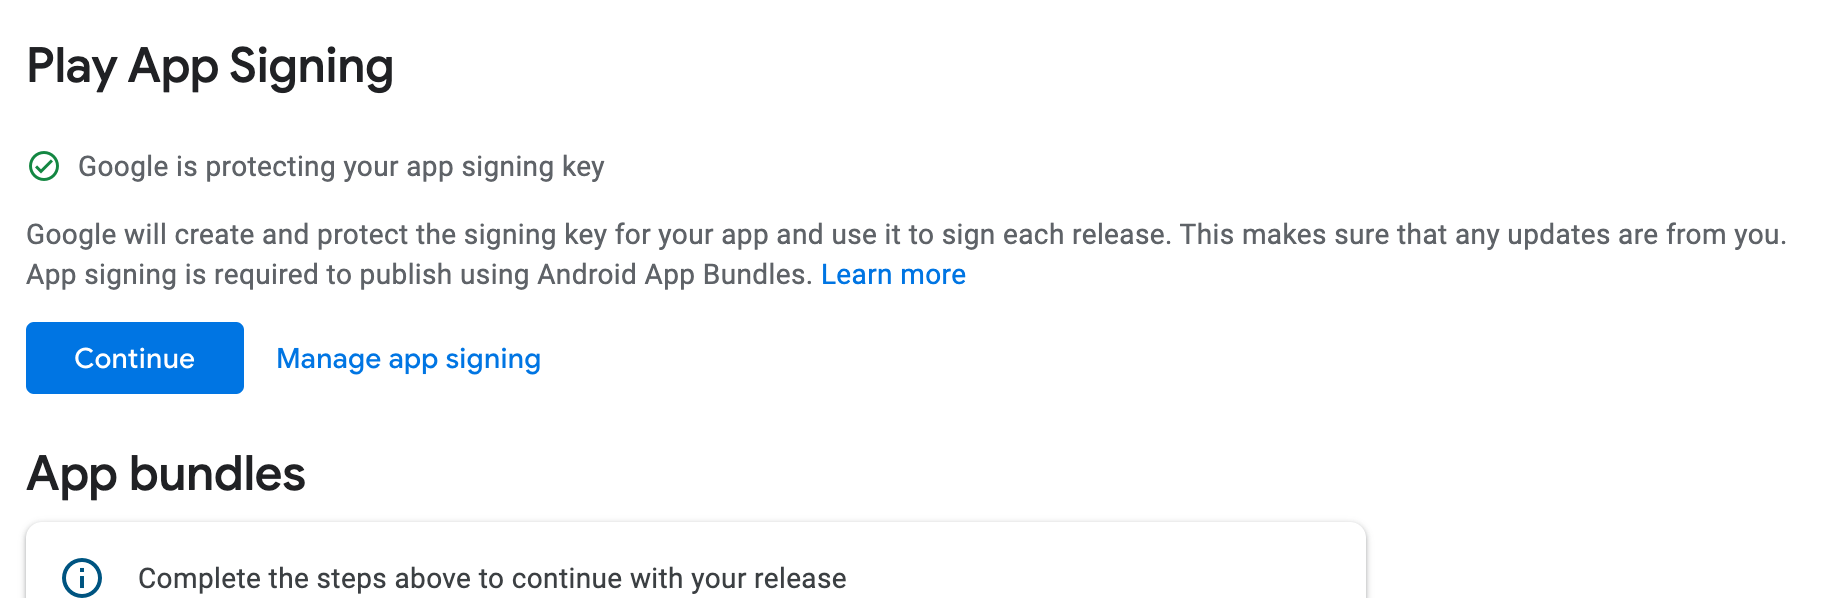 Play App Signing
Google is protecting your app signing key
Google will create and protect the signing key for your app and use it to sign each release. This makes sure that any updates are from you.
App signing is required to publish using Android App Bundles. Learn more
Continue Manage app signing
App bundles
Complete the steps above to continue with your release